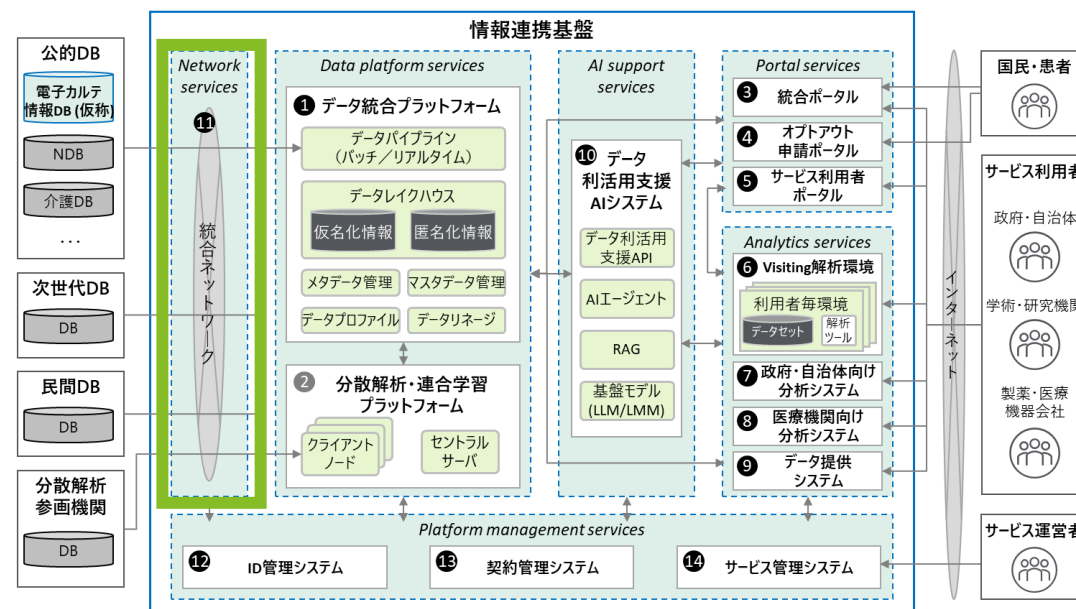 情報連携基盤
公的DB
電子カルテ
情報DB (仮称)
NDB
介護DB
...
次世代DB
DB
民間DB
DB
分散解析
参画機関
DB
Network
services
11
統合ネットワーク
Data platform services
1 データ統合プラットフォーム
データパイプライン
(バッチ／リアルタイム)
データレイクハウス
仮名化情報
匿名化情報
メタデータ管理
マスタデータ管理
データプロファイル
データリネージ
2 分散解析・連合学習
プラットフォーム
クライアント
ノード
セントラル
サーバ
AI support
services
10 データ
利活用支援
AIシステム
データ利活用
支援API
AIエージェント
RAG
基盤モデル
(LLM/LMM)
Portal services
3 統合ポータル
4 オプトアウト
申請ポータル
5 サービス利用者
ポータル
Analytics services
6 Visiting解析環境
利用者毎環境
データセット
解析
ツール
7 政府・自治体向け
分析システム
8 医療機関向け
分析システム
9 データ提供
システム
Platform management services
12 ID管理システム
13 契約管理システム
14 サービス管理システム
インターネット
国民・患者
サービス利用者
政府・自治体
学術・研究機関
製薬・医療
機器会社
サービス運営者